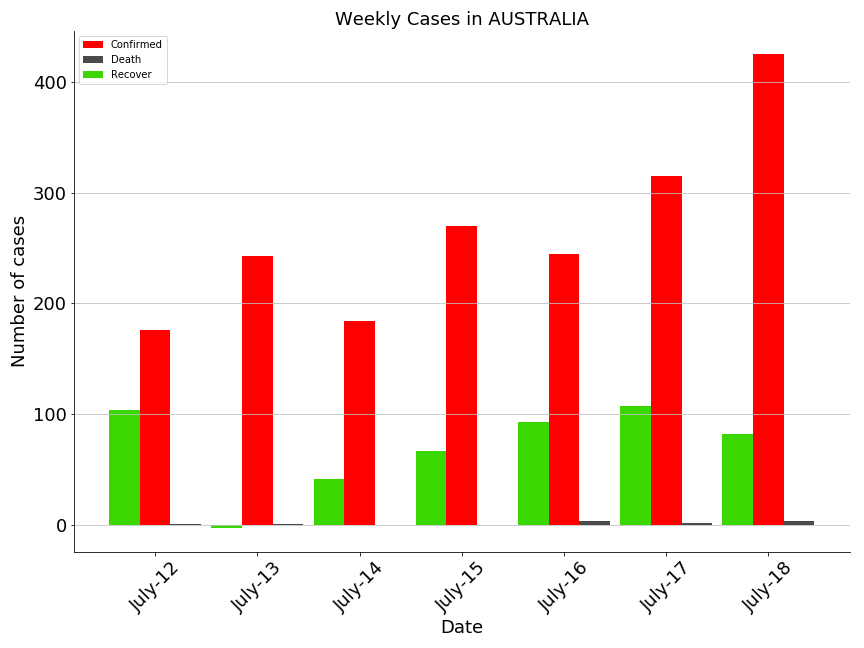 Weekly Cases in AUSTRALIA
Confirmed
Death
Recover
400
300
200
100
0
Number of cases
July-12
July-13
July-14
July-15
July-16
July-17
July-18
Date